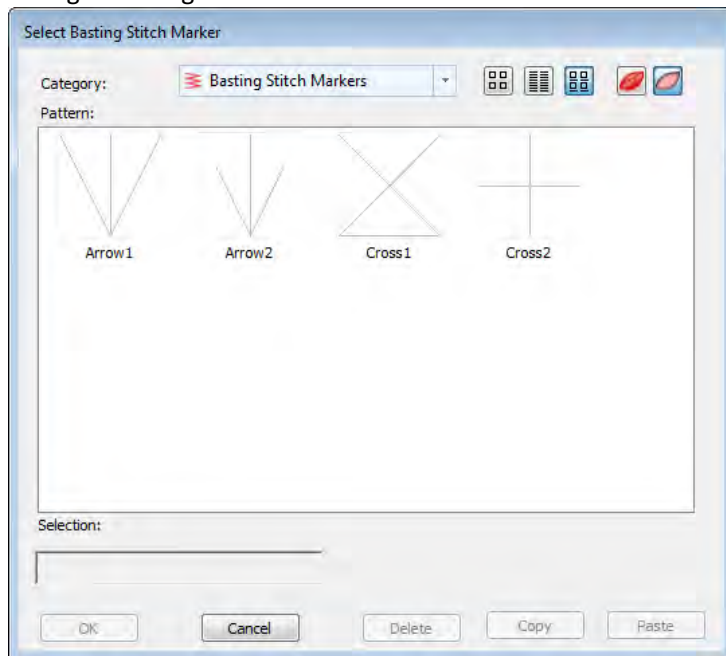 Select Basting Stitch Marker
Category:
Basting Stitch Markers
Pattern:
Arrow1 Arrow2 Cross1 Cross2
Selection:
OK Cancel Delete Copy Paste